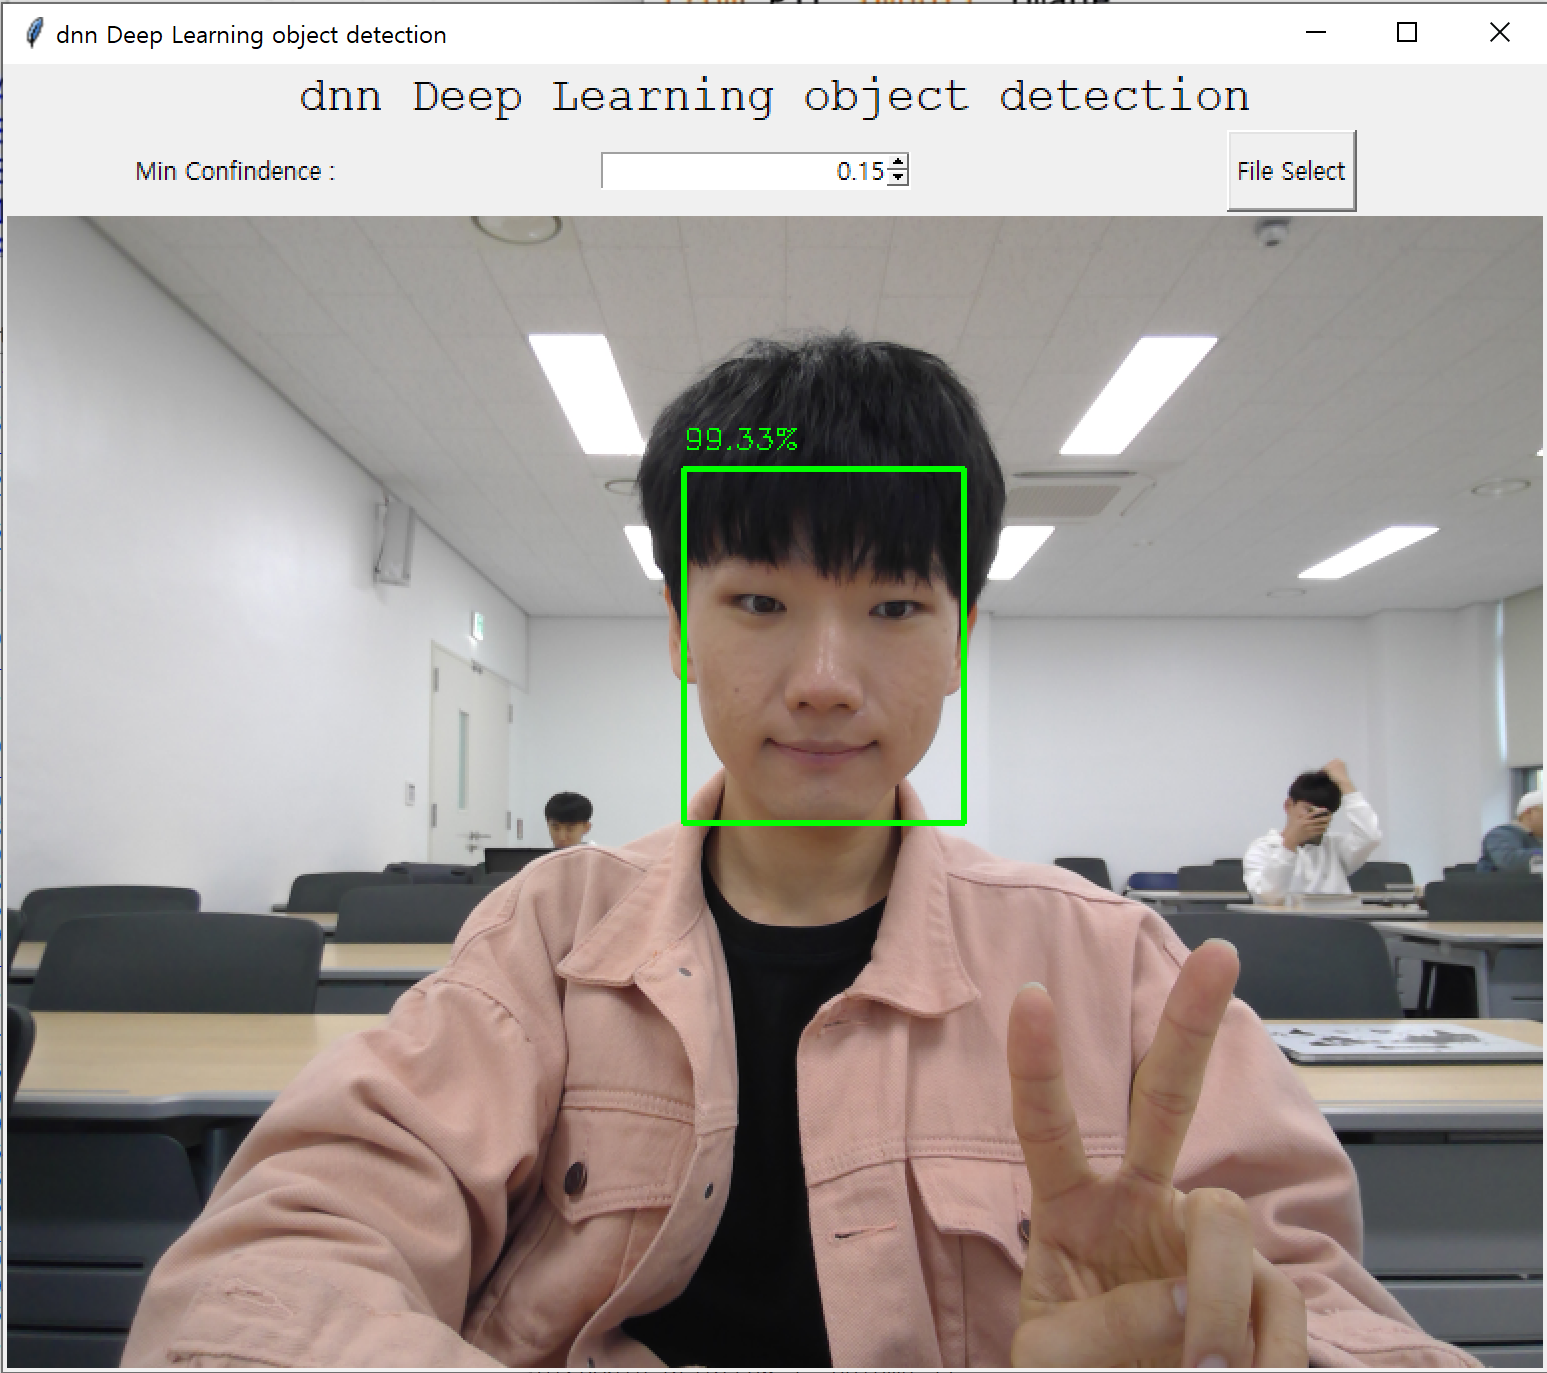 dnn Deep Learning object detection
dnn Deep Learning object detection
Min Confindence :
0.15
File Select
99.33%